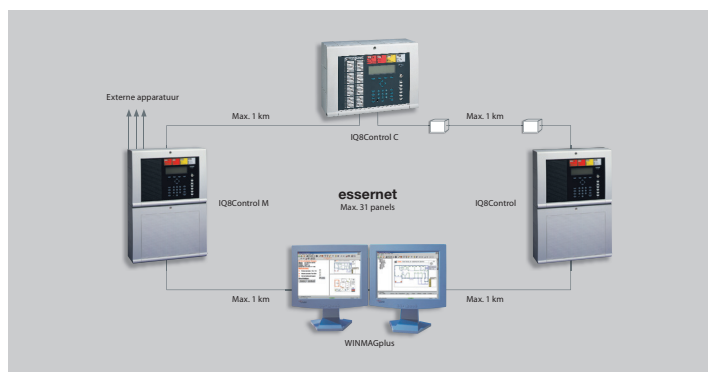 Externe apparatuur
Max. 1 km
Max. 1 km
IQ8Control C
IQ8Control M
essernet
Max. 31 panels
IQ8Control
Max. 1 km
Max. 1 km
WINMAGplus